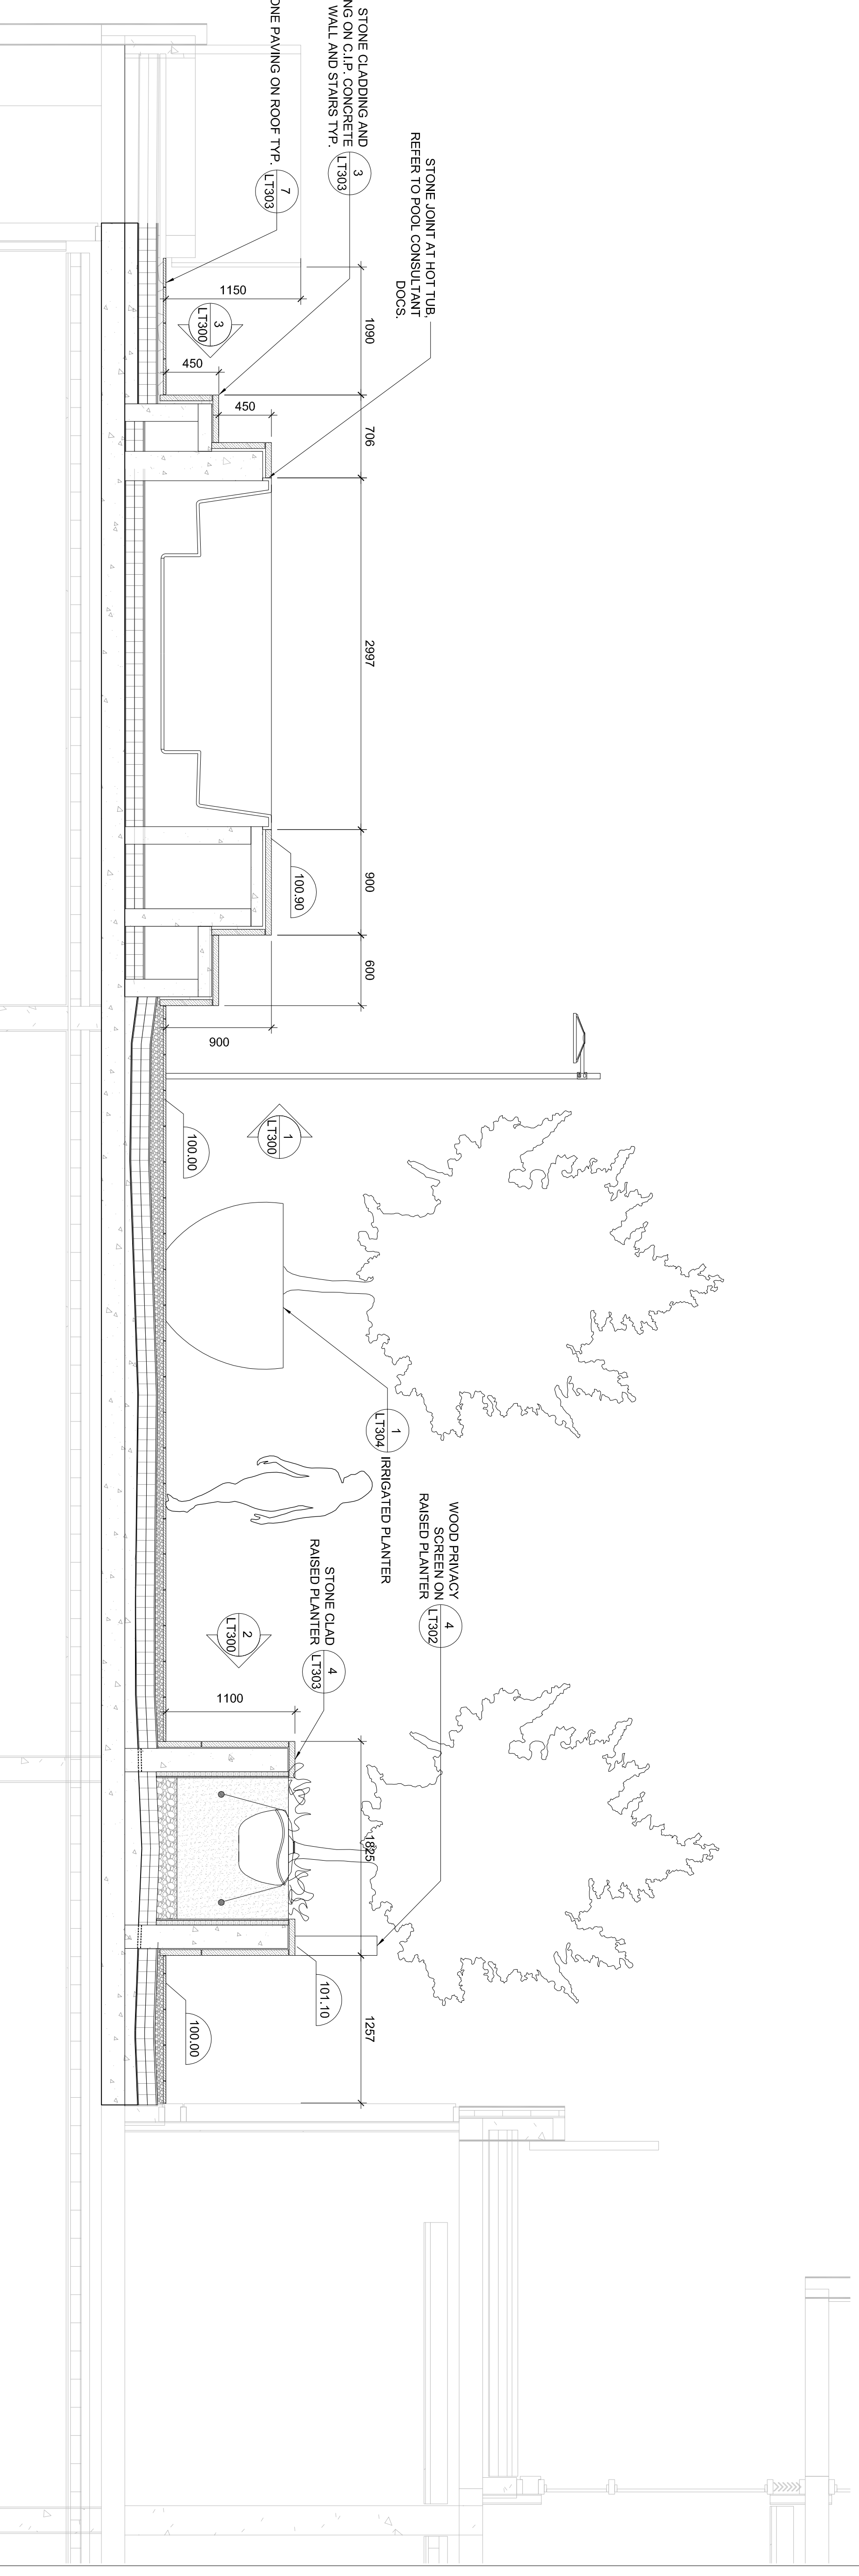 STONE CLADDING AND
NG ON C.I.P. CONCRETE
WALL AND STAIRS TYP.
3
LT303
ONE PAVING ON ROOF TYP.
7
LT303
STONE JOINT AT HOT TUB,
REFER TO POOL CONSULTANT
DOCS.
1150
3
LT300
450
450
1090
706
2997
900
600
100.90
900
100.00
1
LT300
1
LT304
IRRIGATED PLANTER
WOOD PRIVACY
SCREEN ON
RAISED PLANTER
4
LT302
STONE CLAD
RAISED PLANTER
4
LT303
2
LT300
1100
1825
101.10
100.00
1257